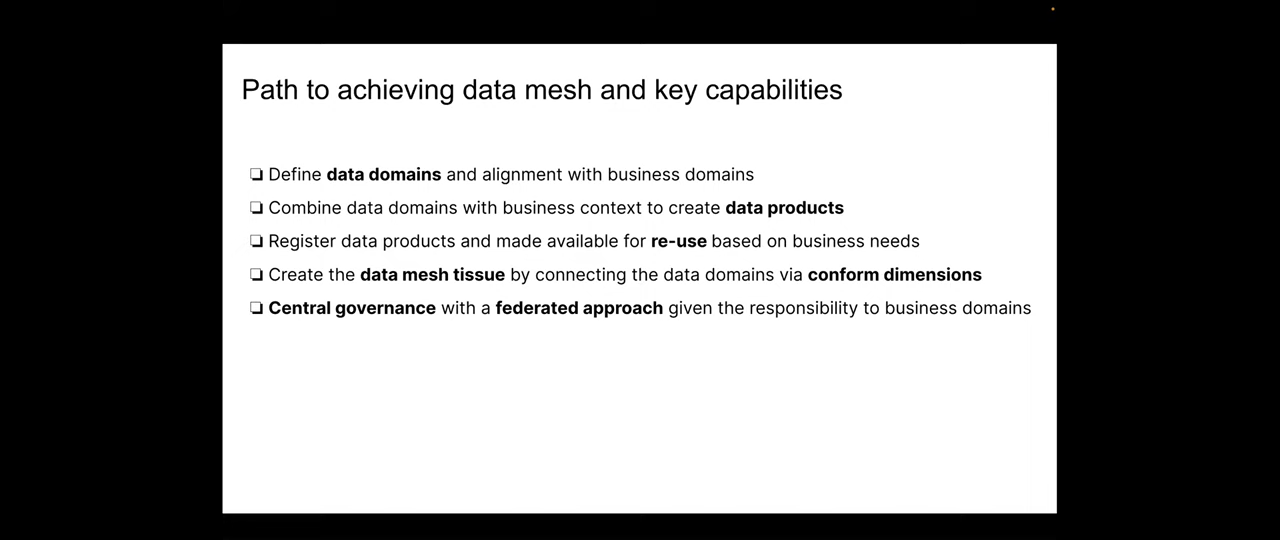 Path to achieving data mesh and key capabilities
❏ Define data domains and alignment with business domains
❏ Combine data domains with business context to create data products
❏ Register data products and made available for re-use based on business needs
❏ Create the data mesh tissue by connecting the data domains via conform dimensions
❏ Central governance with a federated approach given the responsibility to business domains